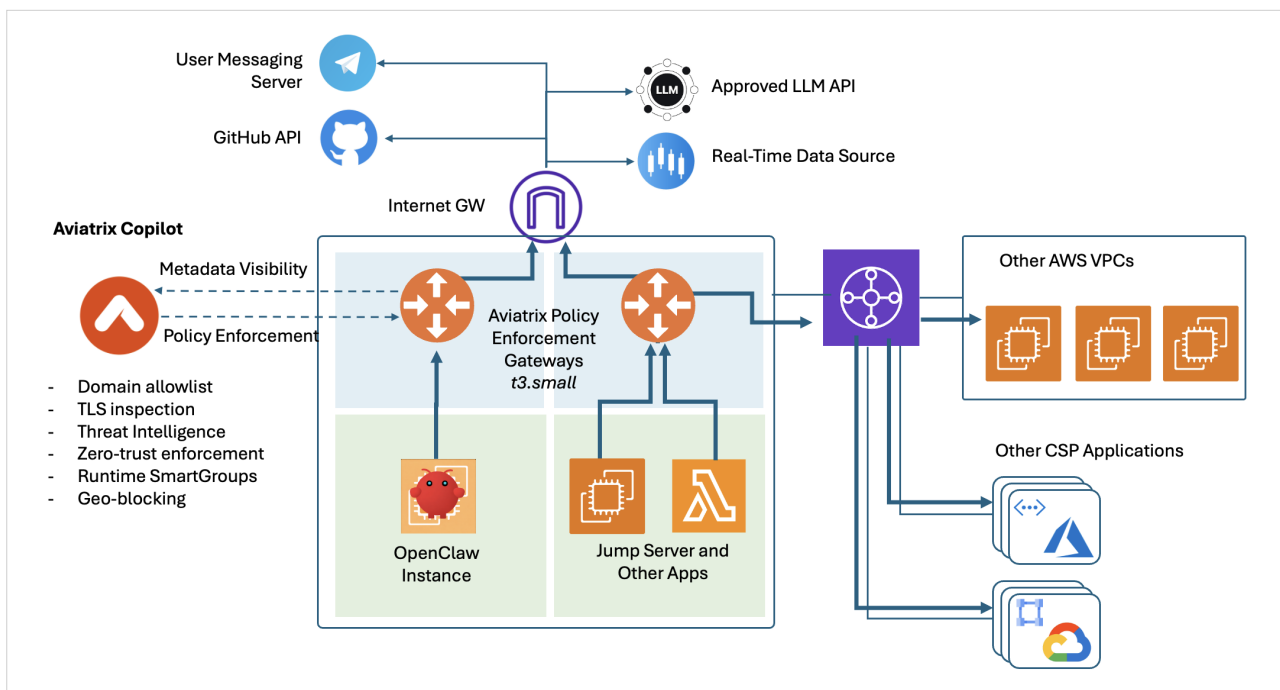 User Messaging
Server
GitHub API
LLM
Approved LLM API
Real-Time Data Source
Internet GW
Aviatrix Copilot
Metadata Visibility
Policy Enforcement
- Domain allowlist
- TLS inspection
- Threat Intelligence
- Zero-trust enforcement
- Runtime SmartGroups
- Geo-blocking
Aviatrix Policy
Enforcement
Gateways
t3.small
OpenClaw
Instance
Jump Server and
Other Apps
Other AWS VPCs
Other CSP Applications